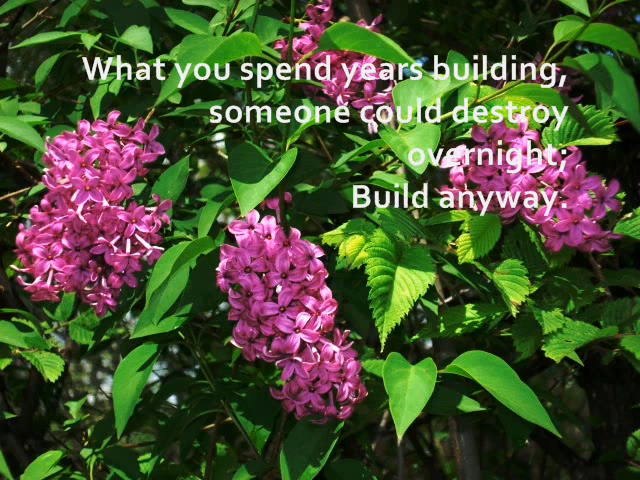 What you spend years building,
someone could destroy
overnight;
Build anyway.